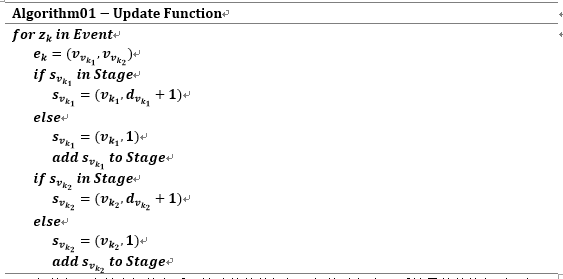 Algorithm01 − Update Function
for z_k in Event
e_k = (v_{v_{k_1}}, v_{v_{k_2}})
if s_{v_{k_1}} in Stage
s_{v_{k_1}} = (v_{k_1}, d_{v_{k_1}} + 1)
else
s_{v_{k_1}} = (v_{k_1}, 1)
add s_{v_{k_1}} to Stage
if s_{v_{k_2}} in Stage
s_{v_{k_2}} = (v_{k_2}, d_{v_{k_2}} + 1)
else
s_{v_{k_2}} = (v_{k_2}, 1)
add s_{v_{k_2}} to Stage